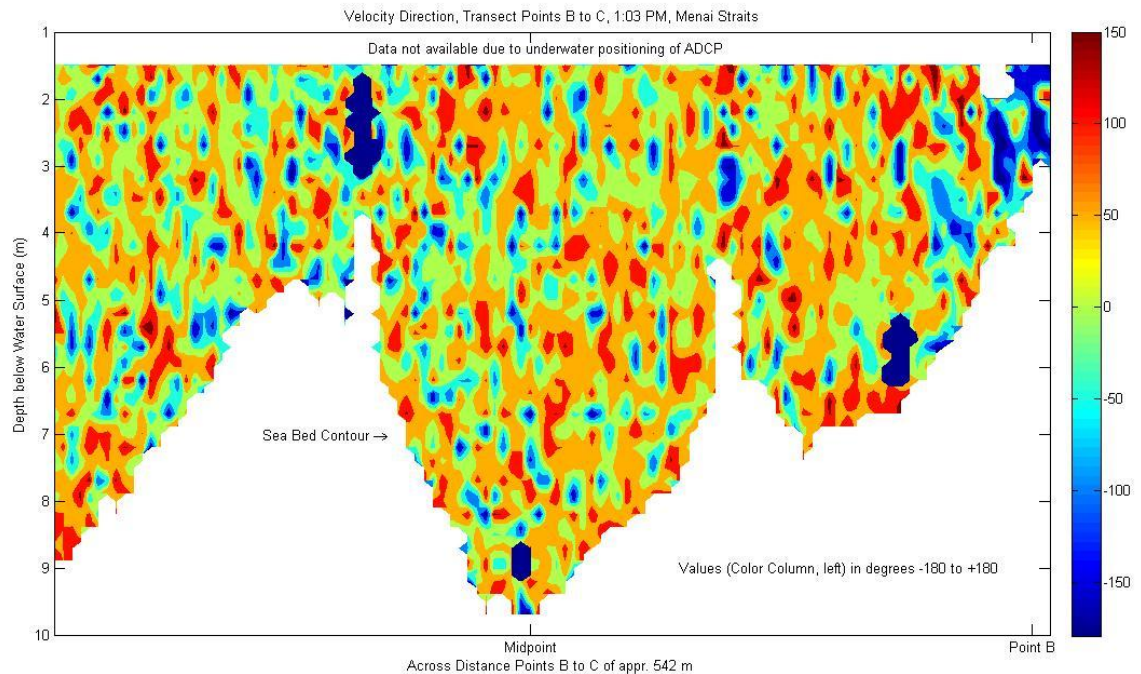 Velocity Direction, Transect Points B to C, 1:03 PM, Menai Straits
Data not available due to underwater positioning of ADCP
1
2
3
4
5
6
7
8
9
10
Depth below Water Surface (m)
Sea Bed Contour →
Values (Color Column, left) in degrees -180 to +180
Midpoint
Point B
Across Distance Points B to C of appr. 542 m
150
100
50
0
-50
-100
-150